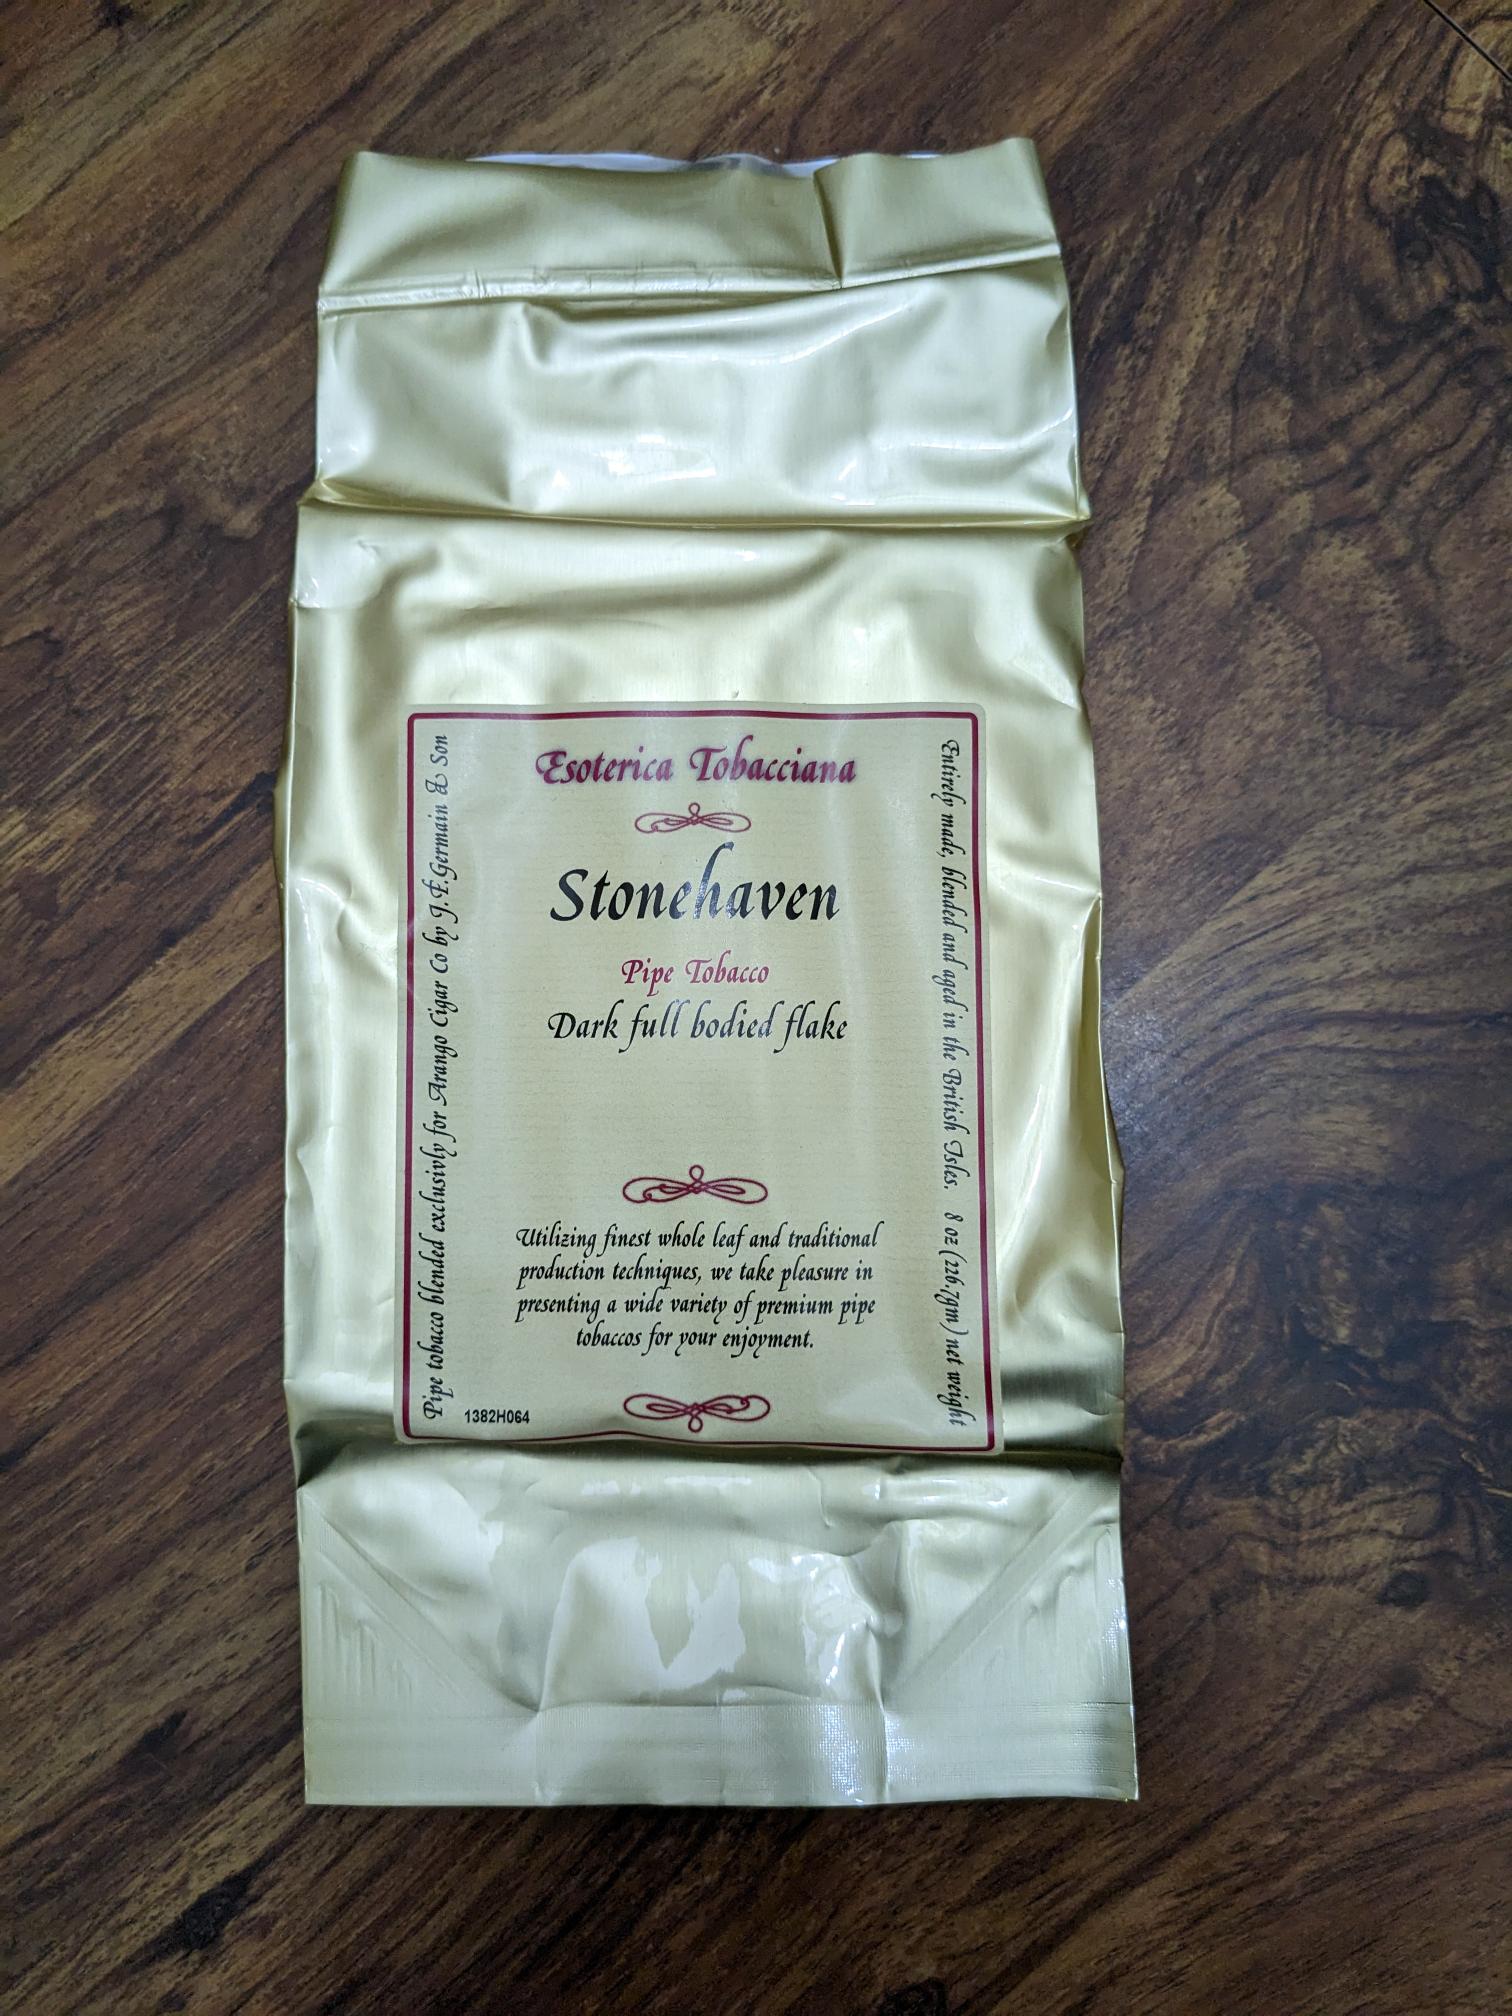 Esoterica Tobacciana
Stonehaven
Pipe Tobacco
Dark full bodied flake
Utilizing finest whole leaf and traditional
production techniques, we take pleasure in
presenting a wide variety of premium pipe
tobaccos for your enjoyment.
1382H064
Pipe tobacco blended exclusivly for Arango Cigar Co by J.F.Germain & Son
Entirely made, blended and aged in the British Isles. 8 oz (226.7gm) net weight